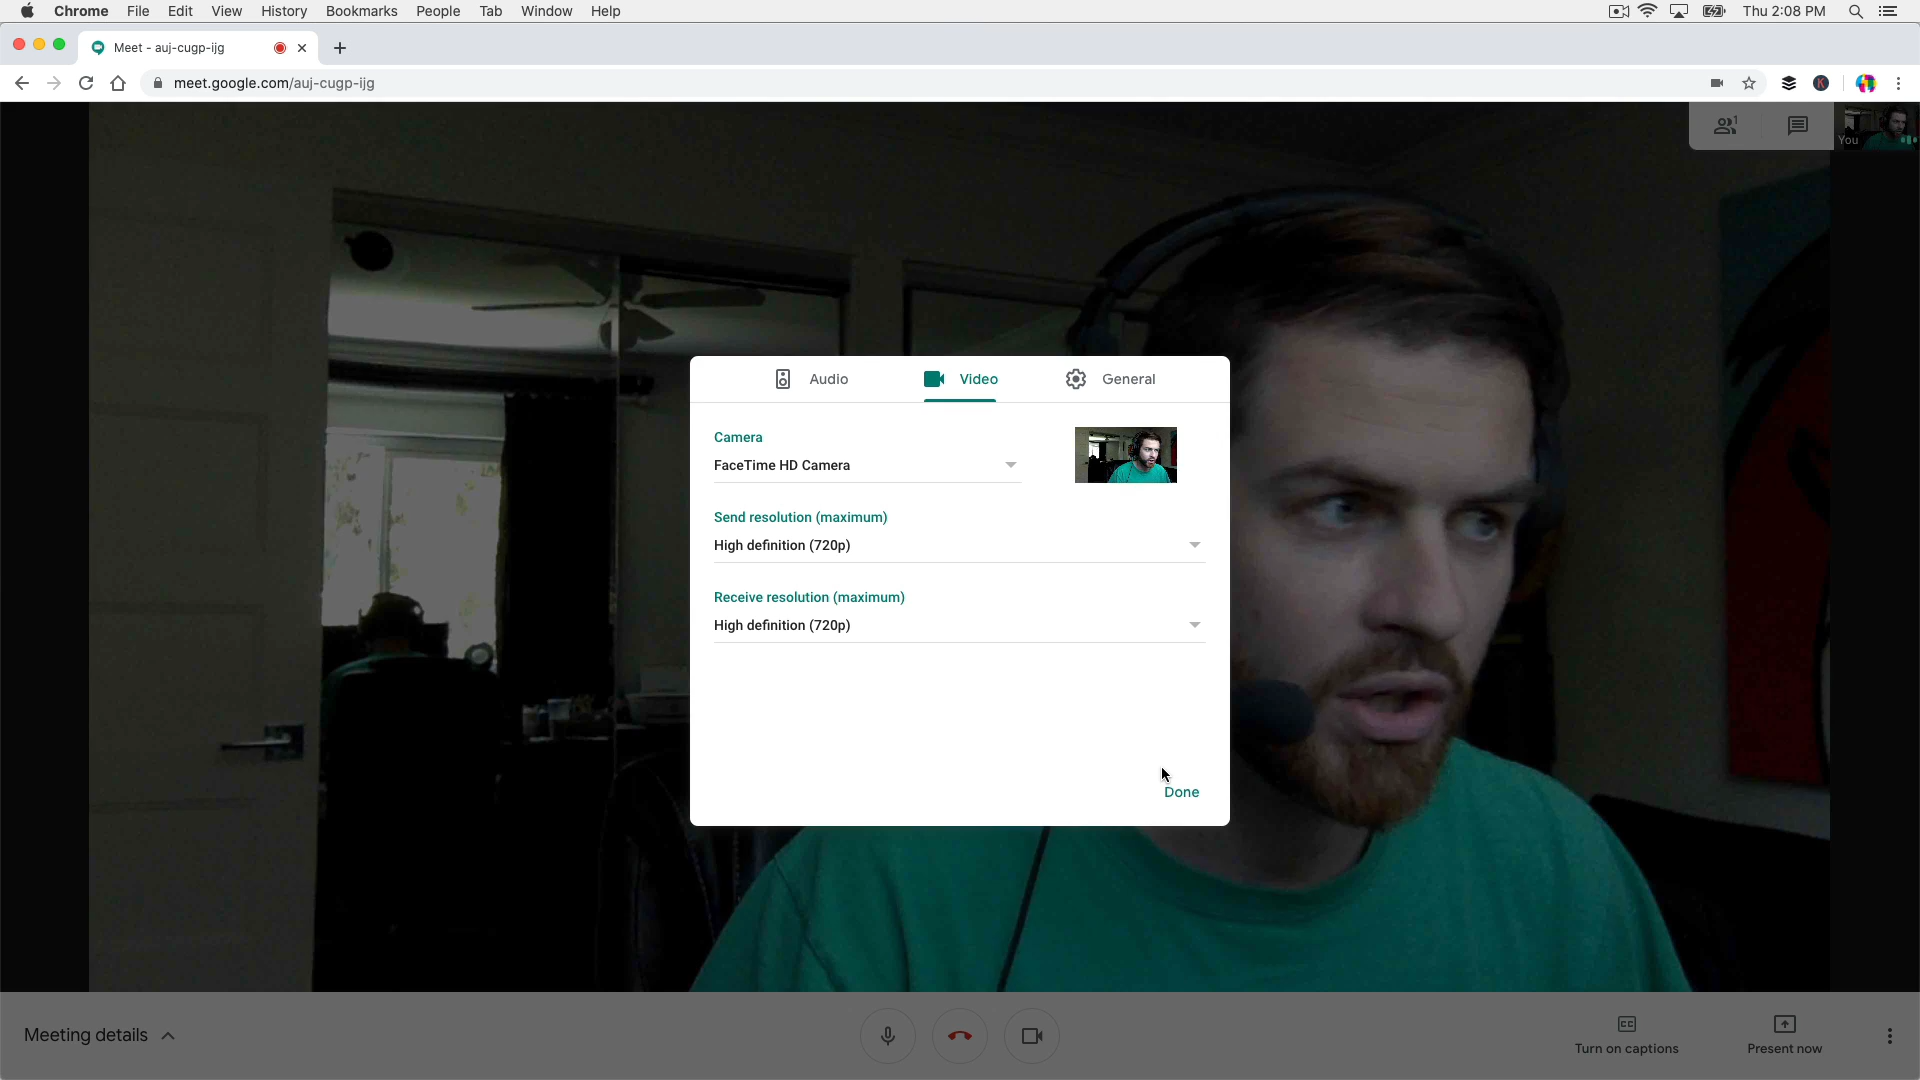 Chrome File Edit View History Bookmarks People Tab Window Help Thu 2:08 PM
Meet - auj-cugp-ijg
meet.google.com/auj-cugp-ijg
1
You
Audio Video General
Camera
FaceTime HD Camera
Send resolution (maximum)
High definition (720p)
Receive resolution (maximum)
High definition (720p)
Done
Meeting details
CC
Turn on captions
Present now